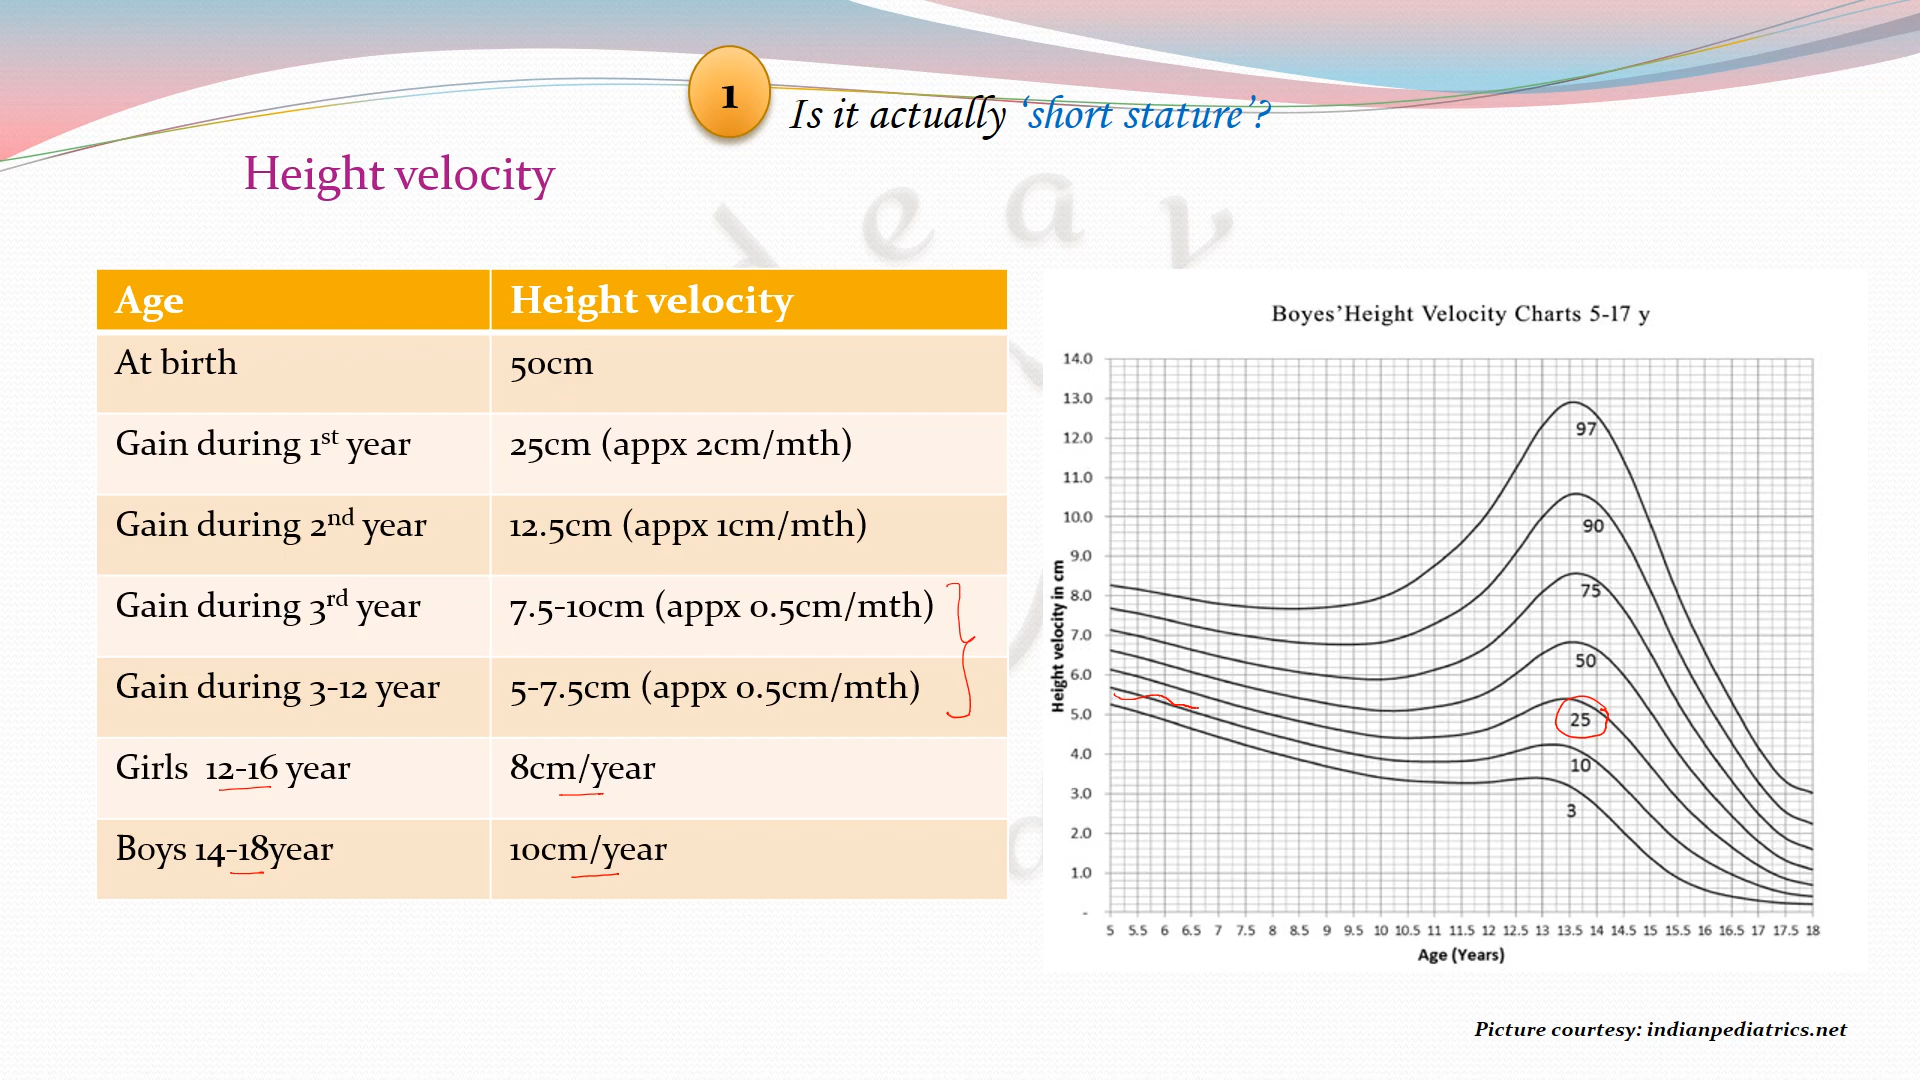 1
Is it actually ‘short stature’?
Height velocity
e a v
Age Height velocity
At birth 50cm
Gain during 1st year 25cm (appx 2cm/mth)
Gain during 2nd year 12.5cm (appx 1cm/mth)
Gain during 3rd year 7.5-10cm (appx 0.5cm/mth)
Gain during 3-12 year 5-7.5cm (appx 0.5cm/mth)
Girls 12-16 year 8cm/year
Boys 14-18year 10cm/year
Boyes’Height Velocity Charts 5-17 y
14.0
13.0
12.0
11.0
10.0
9.0
8.0
7.0
6.0
5.0
4.0
3.0
2.0
1.0
-
Height velocity in cm
97
90
75
50
25
10
3
5 5.5 6 6.5 7 7.5 8 8.5 9 9.5 10 10.5 11 11.5 12 12.5 13 13.5 14 14.5 15 15.5 16 16.5 17 17.5 18
Age (Years)
Picture courtesy: indianpediatrics.net